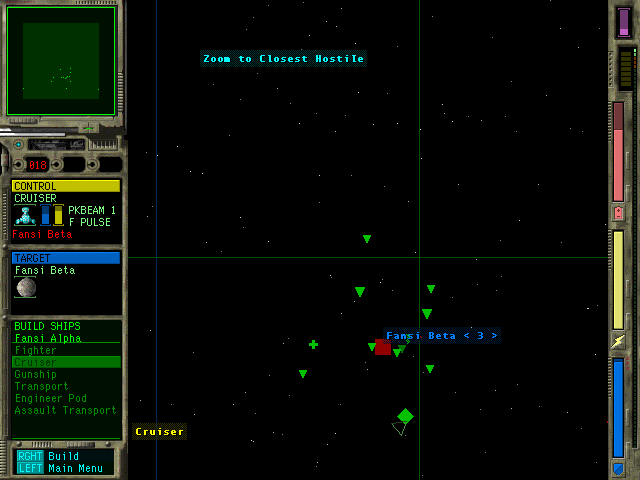 Zoom to Closest Hostile
018
CONTROL
CRUISER
PKBEAM 1
F PULSE
Fansi Beta
TARGET
Fansi Beta
BUILD SHIPS
Fansi Alpha
Fighter
Cruiser
Gunship
Transport
Engineer Pod
Assault Transport
RGHT Build
LEFT Main Menu
Fansi Beta < 3 >
Cruiser